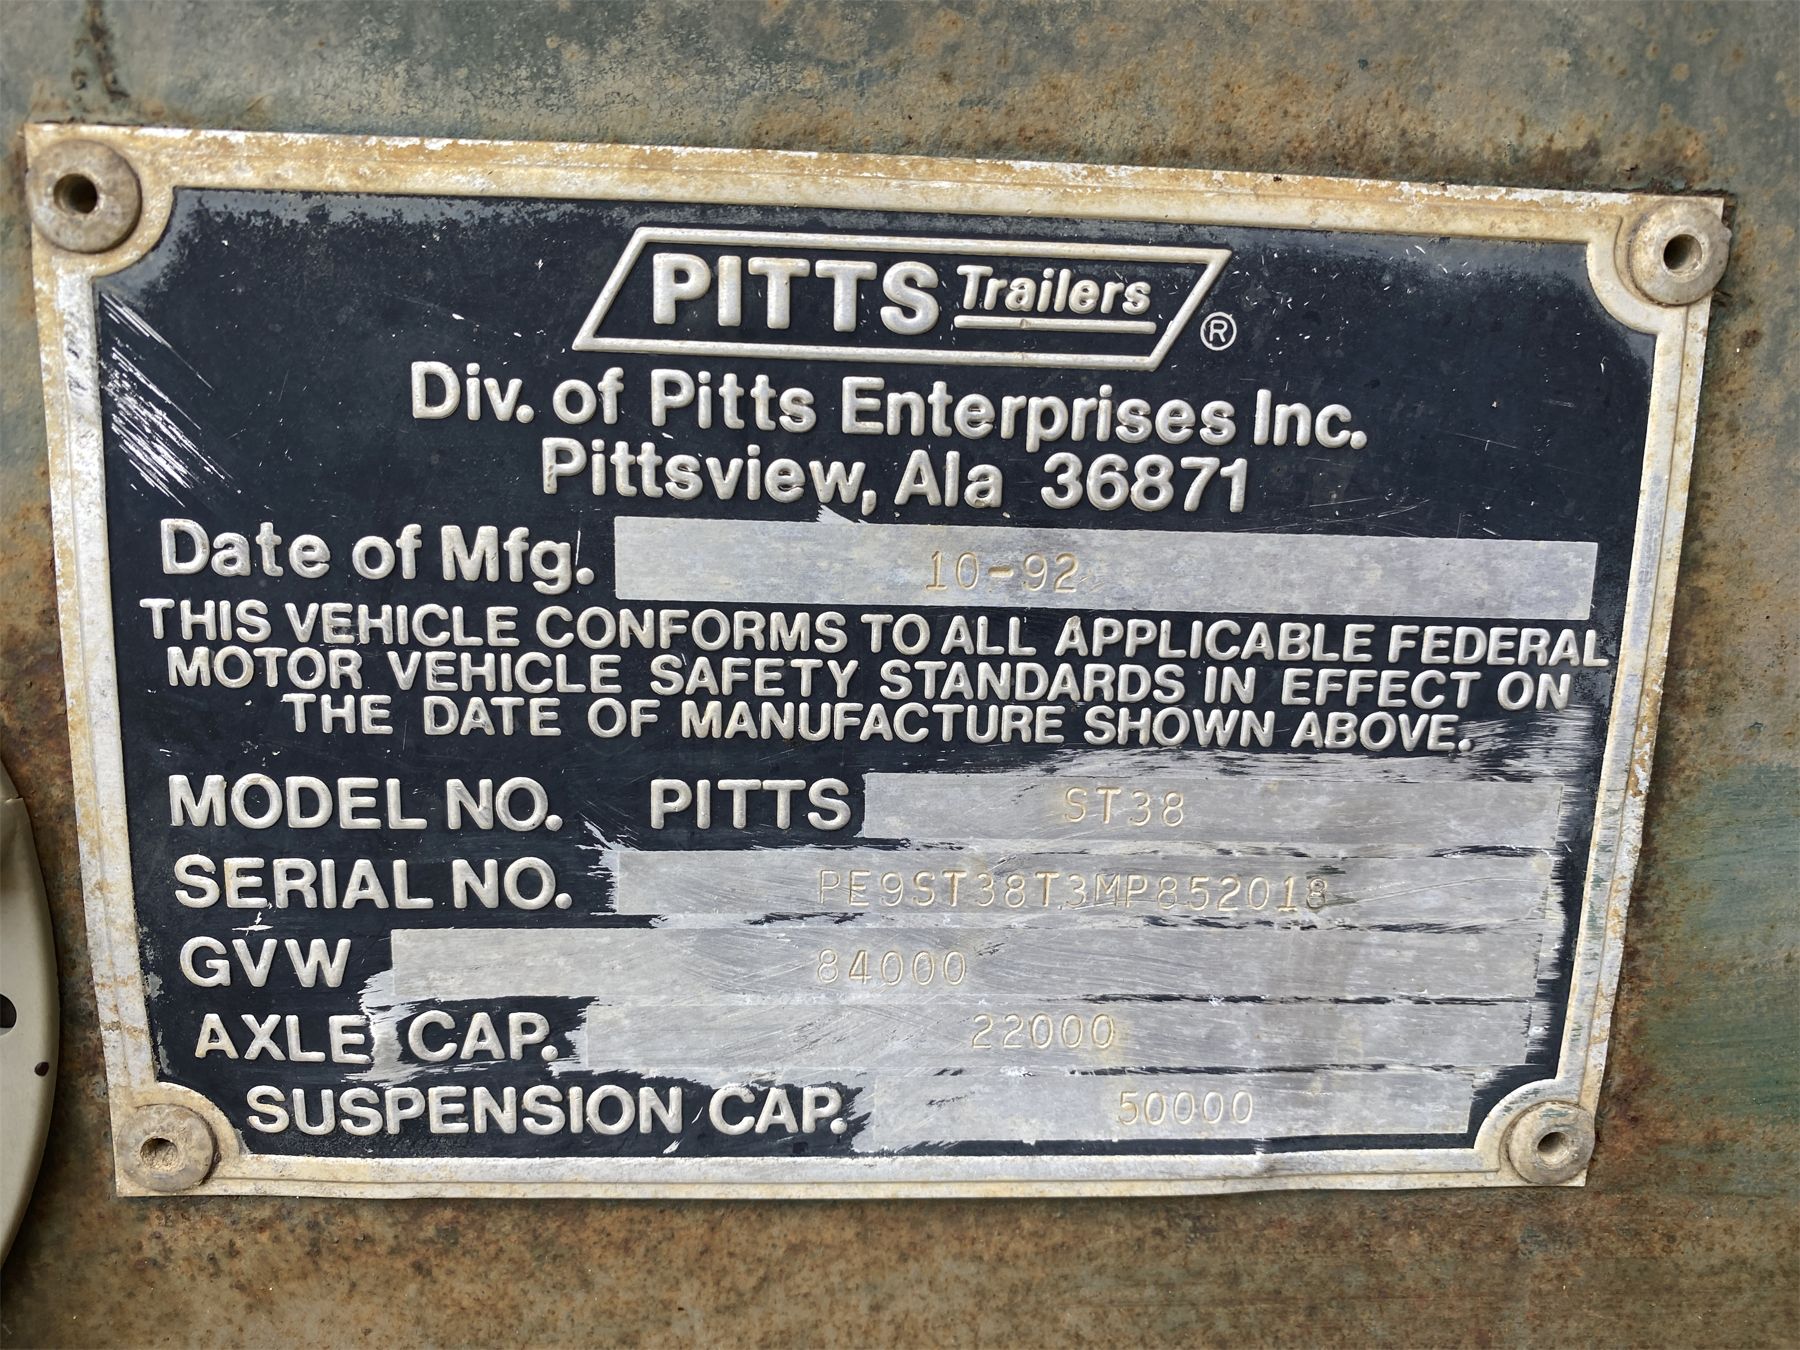 PITTS Trailers ®
Div. of Pitts Enterprises Inc.
Pittsview, Ala 36871
Date of Mfg. 10-92
THIS VEHICLE CONFORMS TO ALL APPLICABLE FEDERAL
MOTOR VEHICLE SAFETY STANDARDS IN EFFECT ON
THE DATE OF MANUFACTURE SHOWN ABOVE.
MODEL NO. PITTS ST38
SERIAL NO. PE9ST38T3MP852018
GVW 84000
AXLE CAP. 22000
SUSPENSION CAP. 50000